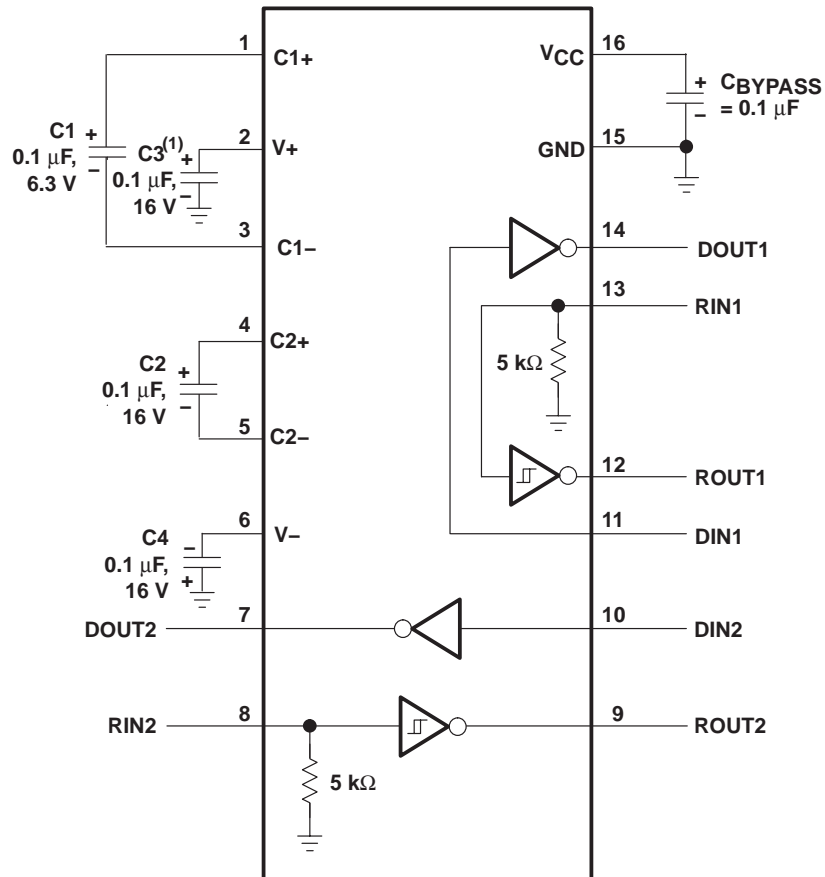 1
C1+
C1
0.1 µF,
6.3 V
+
−
2
V+
C3(1)
0.1 µF,
16 V
+
−
3
C1−
4
C2+
C2
0.1 µF,
16 V
+
−
5
C2−
6
V−
C4
0.1 µF,
16 V
−
+
DOUT2
7
RIN2
8
5 kΩ
VCC
16
+
−
CBYPASS
= 0.1 µF
GND
15
14
DOUT1
13
RIN1
5 kΩ
12
ROUT1
11
DIN1
10
DIN2
9
ROUT2